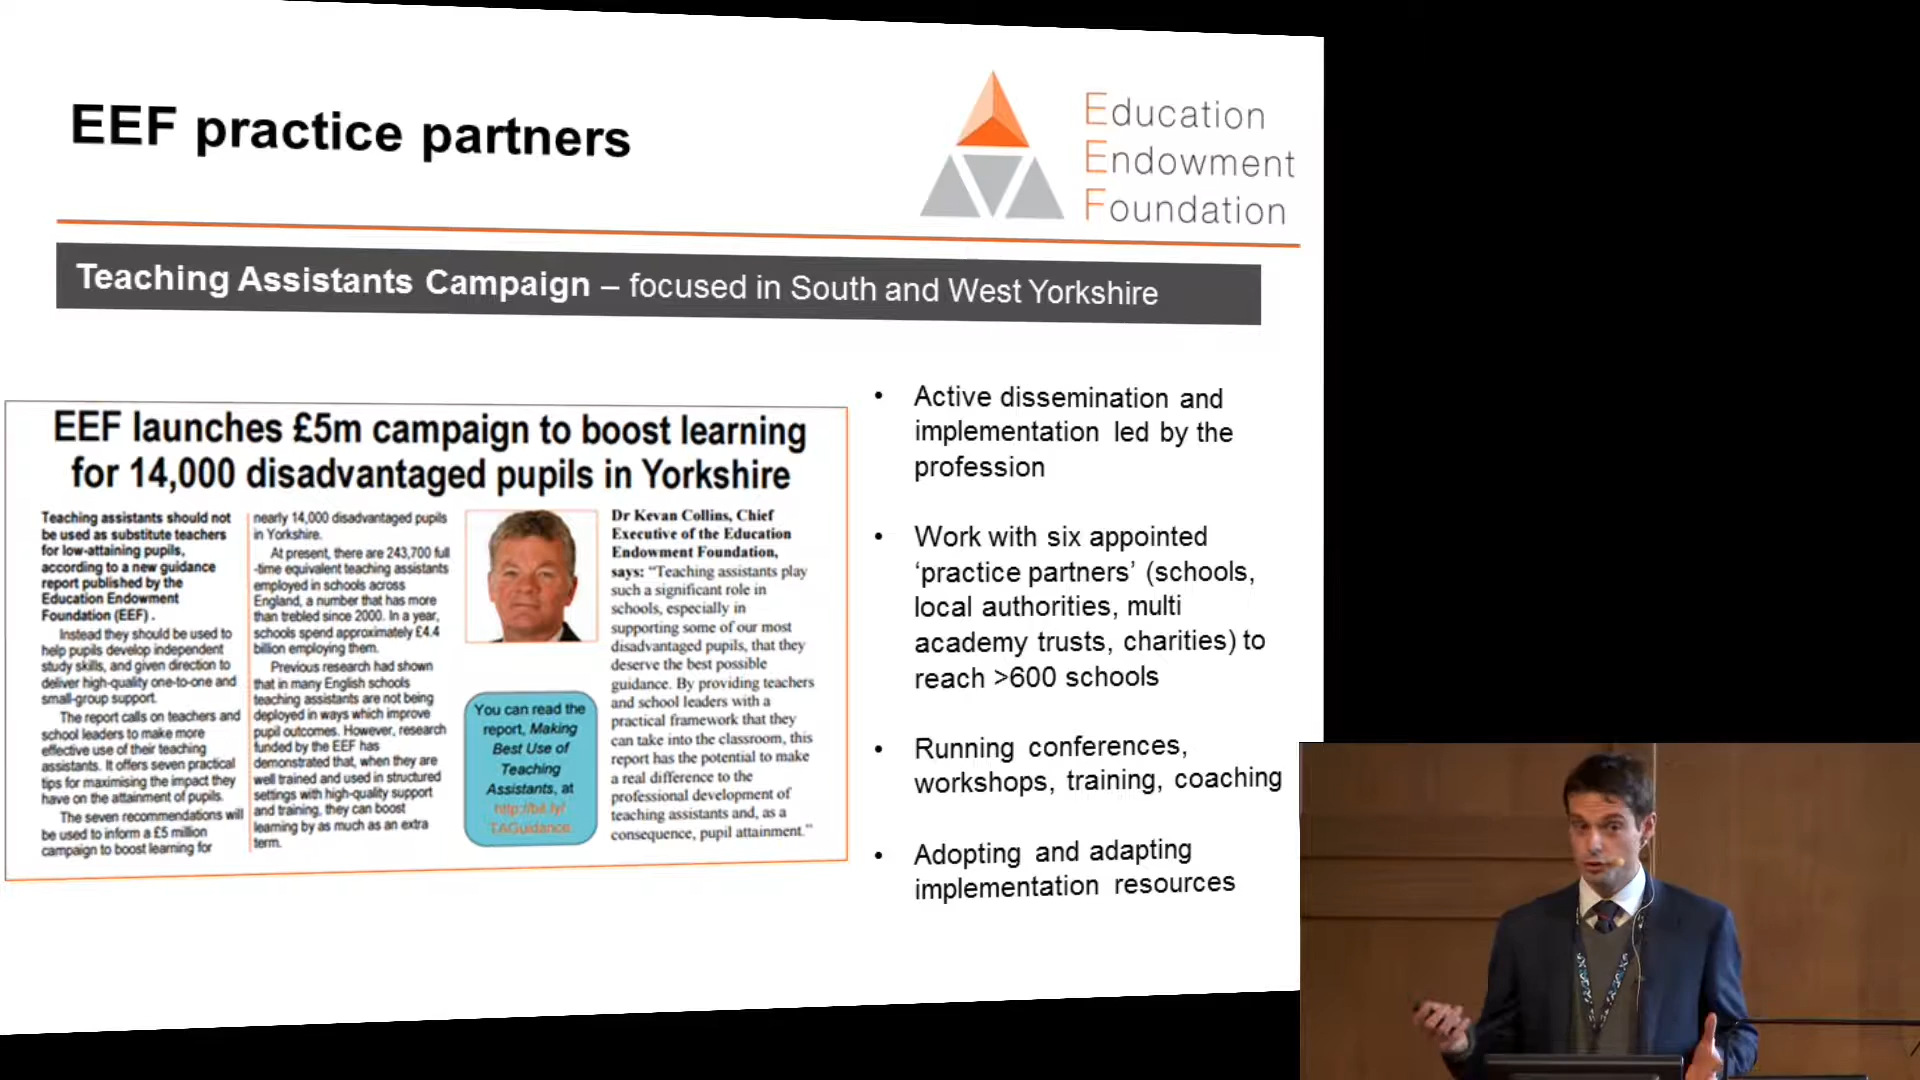 EEF practice partners
Education
Endowment
Foundation
Teaching Assistants Campaign – focused in South and West Yorkshire
EEF launches £5m campaign to boost learning
for 14,000 disadvantaged pupils in Yorkshire
Teaching assistants should not
be used as substitute teachers
for low-attaining pupils,
according to a new guidance
report published by the
Education Endowment
Foundation (EEF) .
Instead they should be used to
help pupils develop independent
study skills, and given direction to
deliver high-quality one-to-one and
small-group support.
The report calls on teachers and
school leaders to make more
effective use of their teaching
assistants. It offers seven practical
tips for maximising the impact they
have on the attainment of pupils.
The seven recommendations will
be used to inform a £5 million
campaign to boost learning for
nearly 14,000 disadvantaged pupils
in Yorkshire.
At present, there are 243,700 full
-time equivalent teaching assistants
employed in schools across
England, a number that has more
than trebled since 2000. In a year,
schools spend approximately £4.4
billion employing them.
Previous research had shown
that in many English schools
teaching assistants are not being
deployed in ways which improve
pupil outcomes. However, research
funded by the EEF has
demonstrated that, when they are
well trained and used in structured
settings with high-quality support
and training, they can boost
learning by as much as an extra
term.
You can read the
report, Making
Best Use of
Teaching
Assistants, at
http://bit.ly/
TAGuidance
Dr Kevan Collins, Chief
Executive of the Education
Endowment Foundation,
says: "Teaching assistants play
such a significant role in
schools, especially in
supporting some of our most
disadvantaged pupils, that they
deserve the best possible
guidance. By providing teachers
and school leaders with a
practical framework that they
can take into the classroom, this
report has the potential to make
a real difference to the
professional development of
teaching assistants and, as a
consequence, pupil attainment."
• Active dissemination and
implementation led by the
profession
• Work with six appointed
‘practice partners’ (schools,
local authorities, multi
academy trusts, charities) to
reach >600 schools
• Running conferences,
workshops, training, coaching
• Adopting and adapting
implementation resources